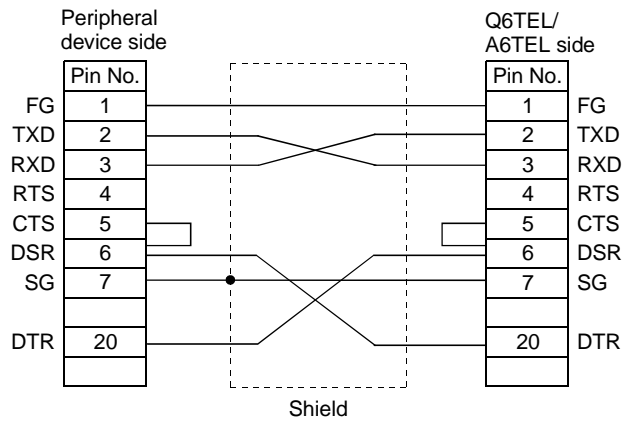 Peripheral
device side
Q6TEL/
A6TEL side
Pin No.
Pin No.
FG 1 1 FG
TXD 2 2 TXD
RXD 3 3 RXD
RTS 4 4 RTS
CTS 5 5 CTS
DSR 6 6 DSR
SG 7 7 SG
DTR 20 20 DTR
Shield